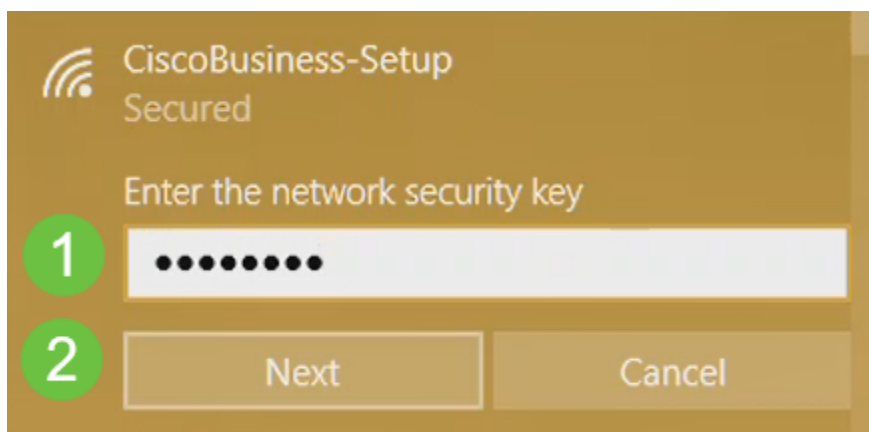 CiscoBusiness-Setup
Secured
Enter the network security key
1
••••••••
2
Next
Cancel